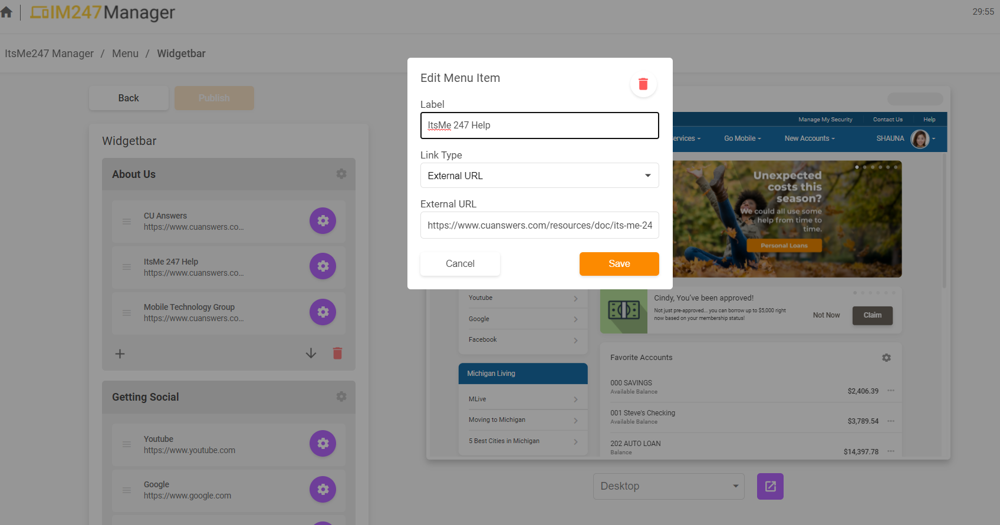 IM247Manager
29:55
ItsMe247 Manager / Menu / Widgetbar
Back
Publish
Widgetbar
About Us
CU Answers
https://www.cuanswers.co...
ItsMe 247 Help
https://www.cuanswers.co...
Mobile Technology Group
https://www.cuanswers.co...
Getting Social
Youtube
https://www.youtube.com
Google
https://www.google.com
Edit Menu Item
Label
ItsMe 247 Help
Link Type
External URL
External URL
https://www.cuanswers.com/resources/doc/its-me-24
Cancel
Save
Manage My Security
Contact Us
Help
ervices
Go Mobile
New Accounts
SHAUNA
Unexpected
costs this
season?
We could all use some
help from time to
time.
Personal Loans
Youtube
Google
Facebook
Michigan Living
MLive
Moving to Michigan
5 Best Cities in Michigan
Cindy, You've been approved!
Not just pre-approved... you can borrow up to $5,000 right
now based on your membership status!
Not Now
Claim
Favorite Accounts
000 SAVINGS
Available Balance
$2,406.39
001 Steve's Checking
Available Balance
$3,789.54
202 AUTO LOAN
Balance
$14,397.78
Desktop